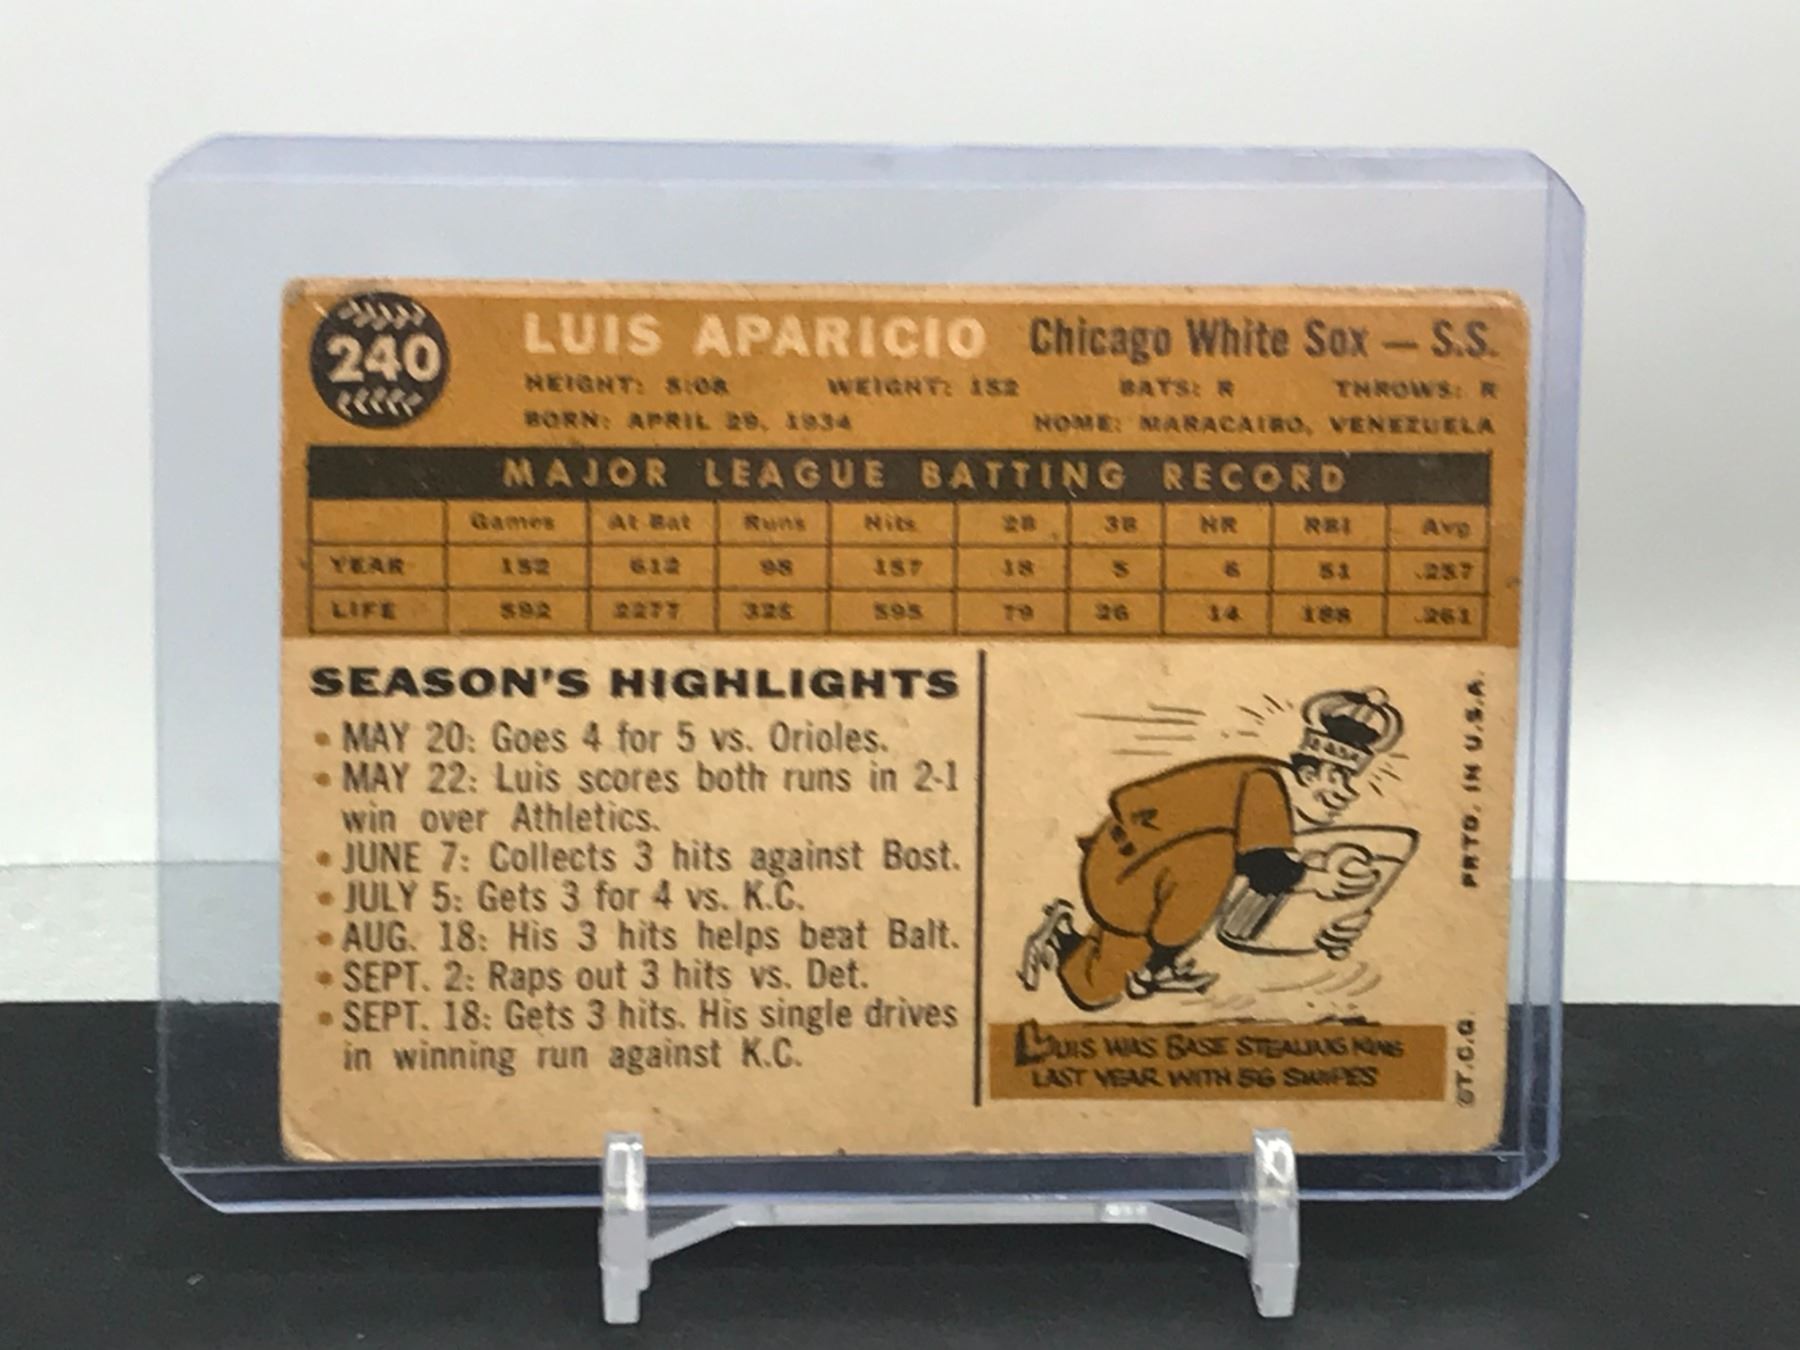 240
LUIS APARICIO Chicago White Sox — S.S.
HEIGHT: 5:08 WEIGHT: 152 BATS: R THROWS: R
BORN: APRIL 29, 1934 HOME: MARACAIBO, VENEZUELA
MAJOR LEAGUE BATTING RECORD
Games At Bat Runs Hits 2B 3B HR RBI Avg
YEAR 152 612 98 157 18 5 6 51 .257
LIFE 592 2277 325 595 79 26 14 188 .261
SEASON'S HIGHLIGHTS
• MAY 20: Goes 4 for 5 vs. Orioles.
• MAY 22: Luis scores both runs in 2-1
win over Athletics.
• JUNE 7: Collects 3 hits against Bost.
• JULY 5: Gets 3 for 4 vs. K.C.
• AUG. 18: His 3 hits helps beat Balt.
• SEPT. 2: Raps out 3 hits vs. Det.
• SEPT. 18: Gets 3 hits. His single drives
in winning run against K.C.
LUIS WAS BASE STEALING KING
LAST YEAR WITH 56 SWIPES
©T.C.G. PRTD. IN U.S.A.